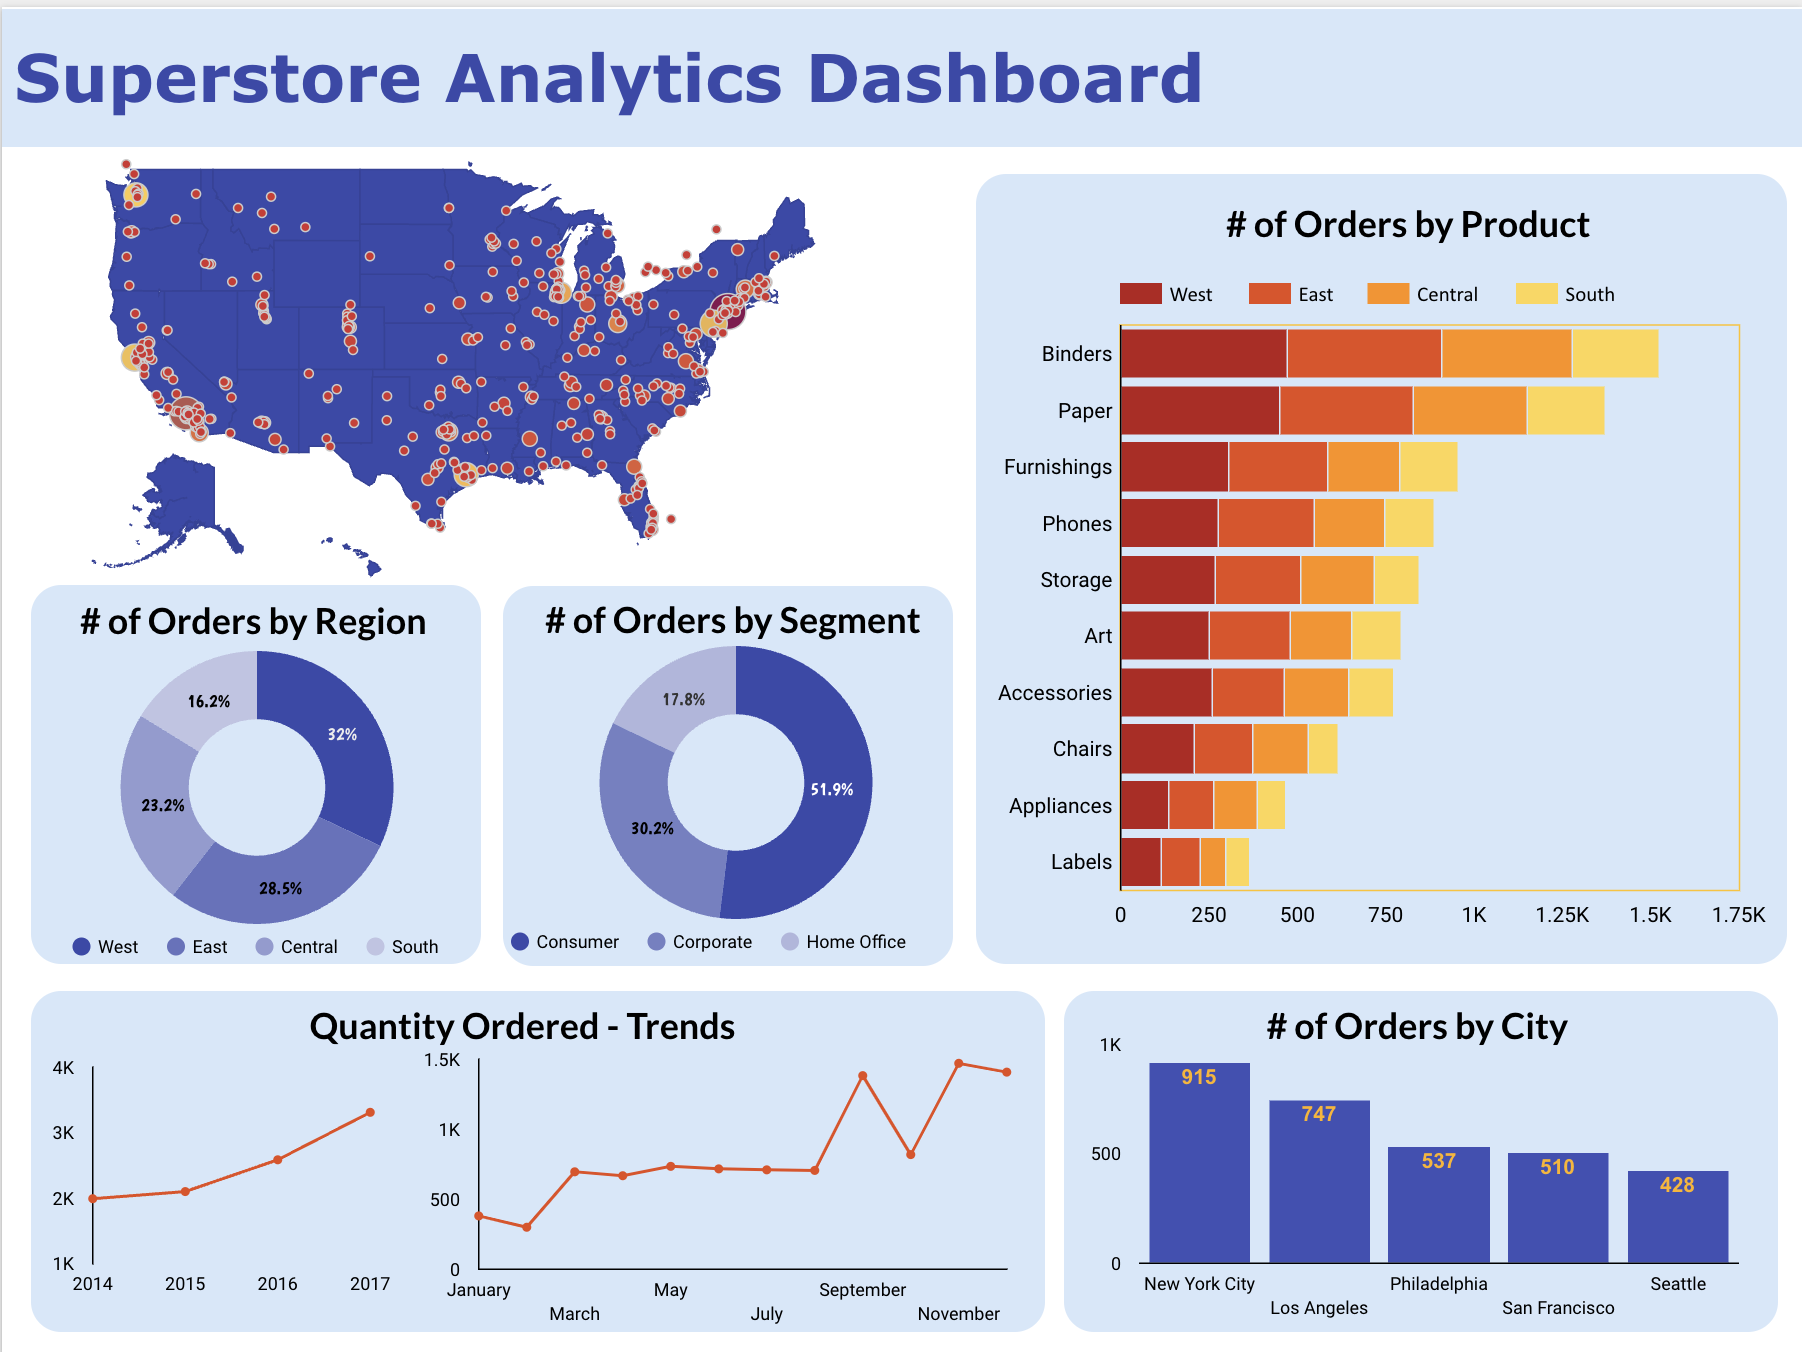 Superstore Analytics Dashboard
# of Orders by Product
West East Central South
Binders
Paper
Furnishings
Phones
Storage
Art
Accessories
Chairs
Appliances
Labels
0 250 500 750 1K 1.25K 1.5K 1.75K
# of Orders by Region
16.2%
32%
23.2%
28.5%
West East Central South
# of Orders by Segment
17.8%
51.9%
30.2%
Consumer Corporate Home Office
Quantity Ordered - Trends
4K
3K
2K
1K
2014 2015 2016 2017
1.5K
1K
500
0
January May September
March July November
# of Orders by City
1K
500
0
915
747
537
510
428
New York City Philadelphia Seattle
Los Angeles San Francisco